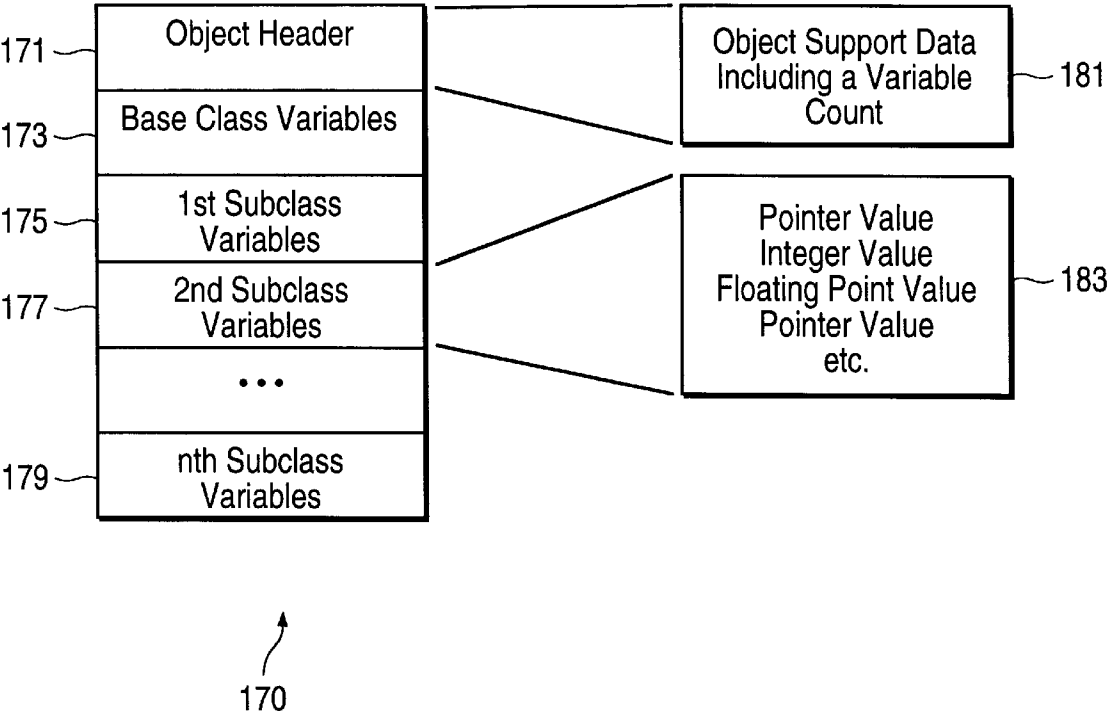 171
Object Header
173
Base Class Variables
175
1st Subclass
Variables
177
2nd Subclass
Variables
•••
179
nth Subclass
Variables
170
Object Support Data
Including a Variable
Count
181
Pointer Value
Integer Value
Floating Point Value
Pointer Value
etc.
183